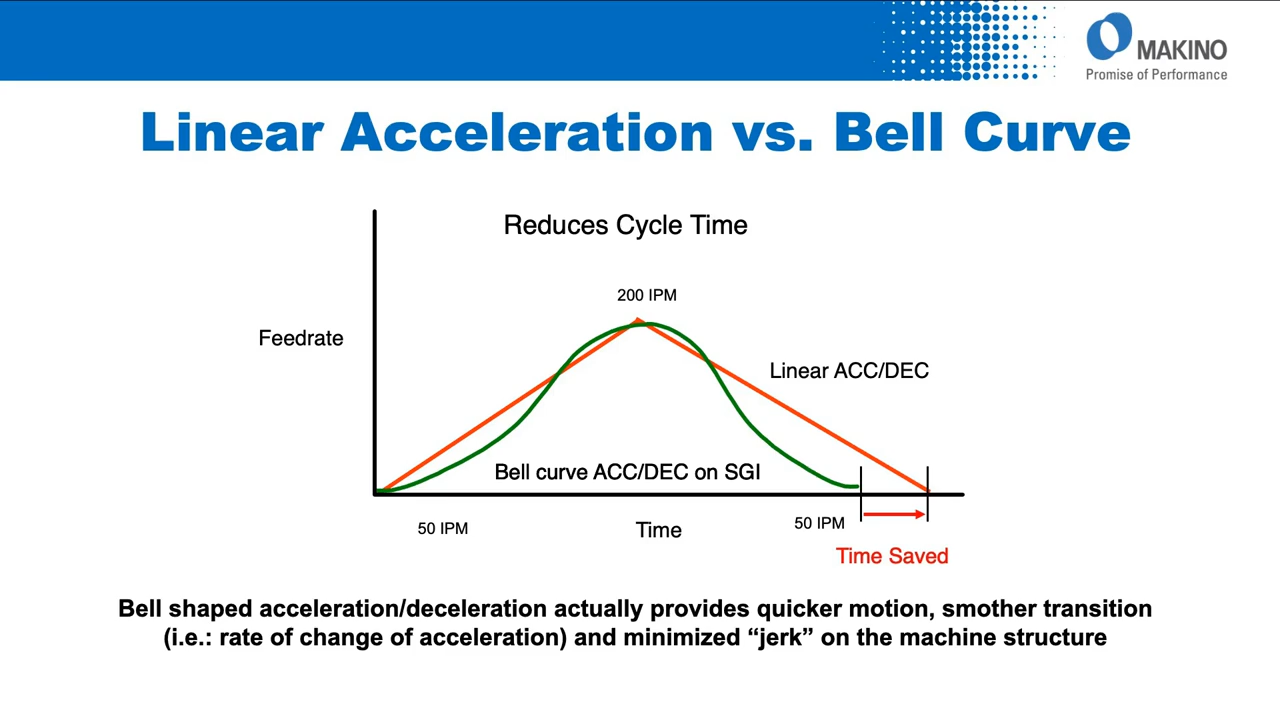 MAKINO
Promise of Performance
Linear Acceleration vs. Bell Curve
Reduces Cycle Time
200 IPM
Feedrate
Linear ACC/DEC
Bell curve ACC/DEC on SGI
50 IPM
Time
50 IPM
Time Saved
Bell shaped acceleration/deceleration actually provides quicker motion, smother transition
(i.e.: rate of change of acceleration) and minimized “jerk” on the machine structure